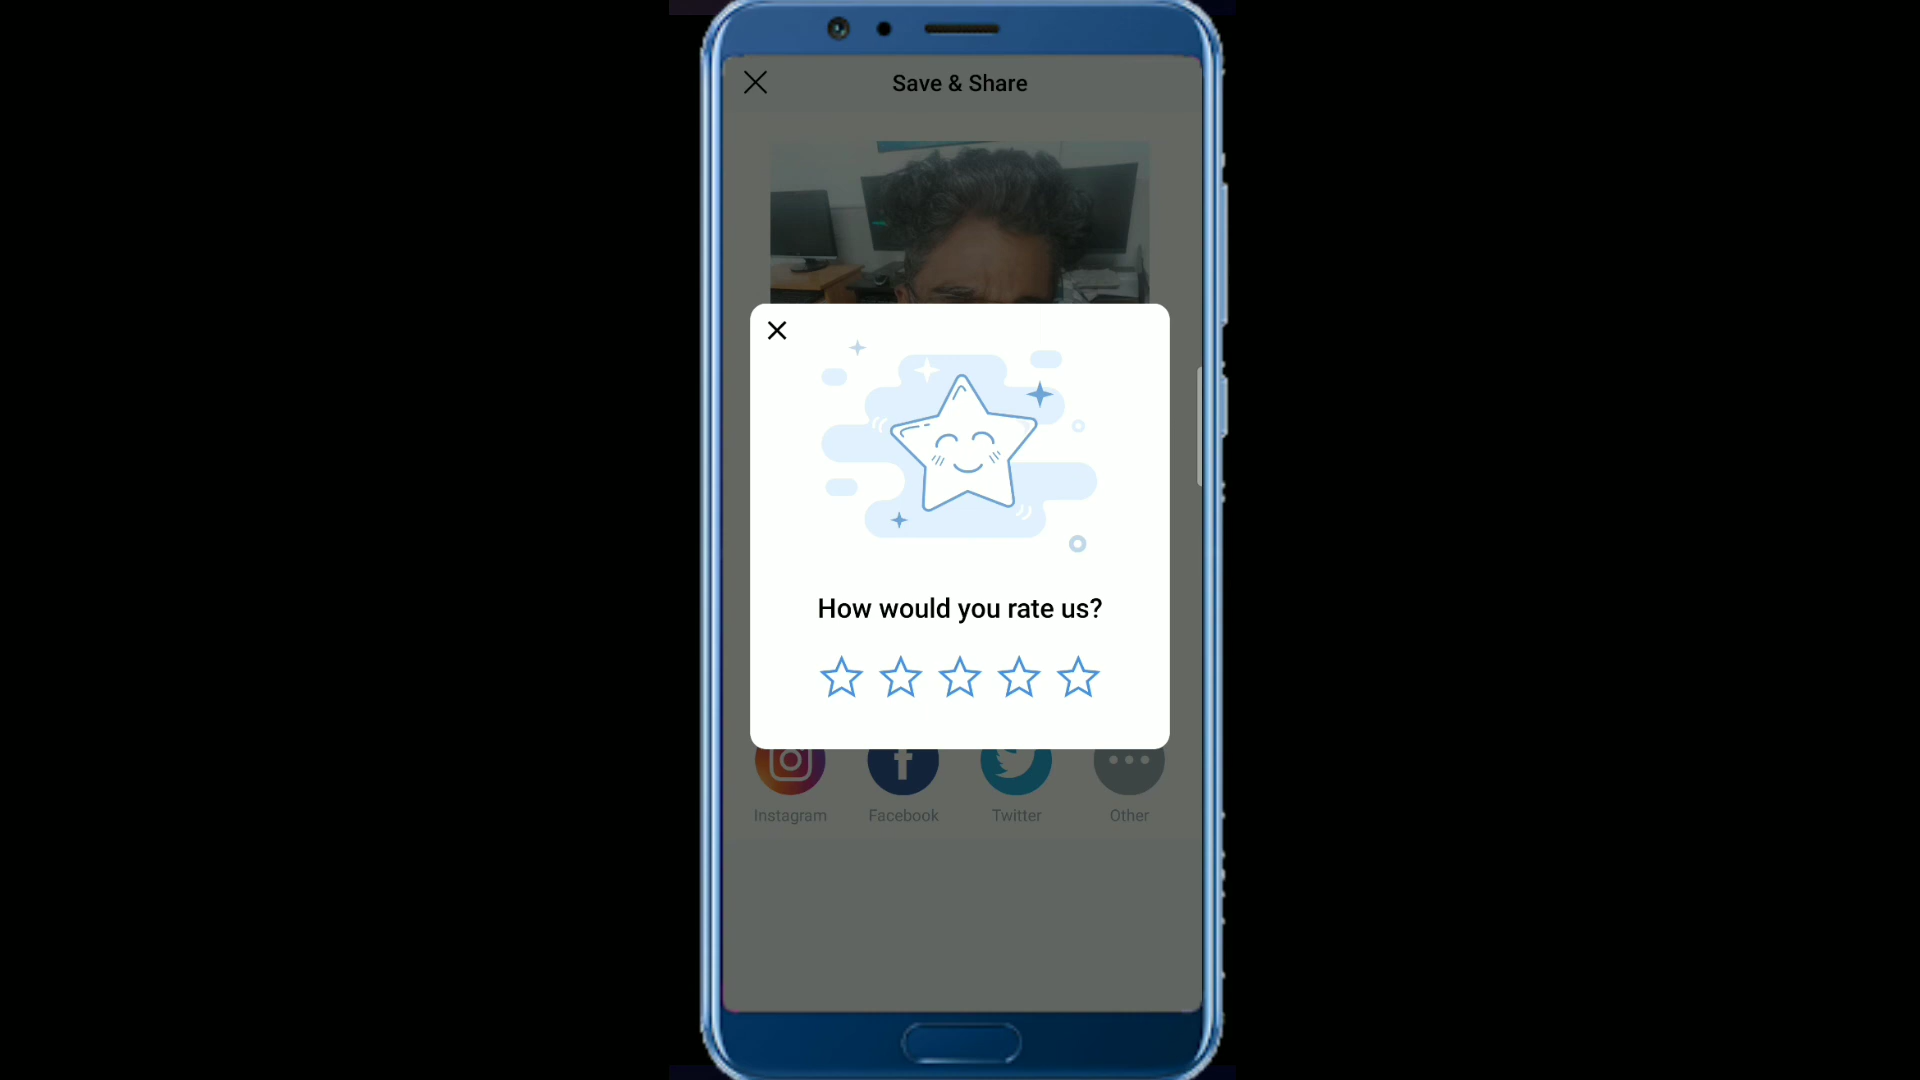 Save & Share
How would you rate us?
Instagram
Facebook
Twitter
Other